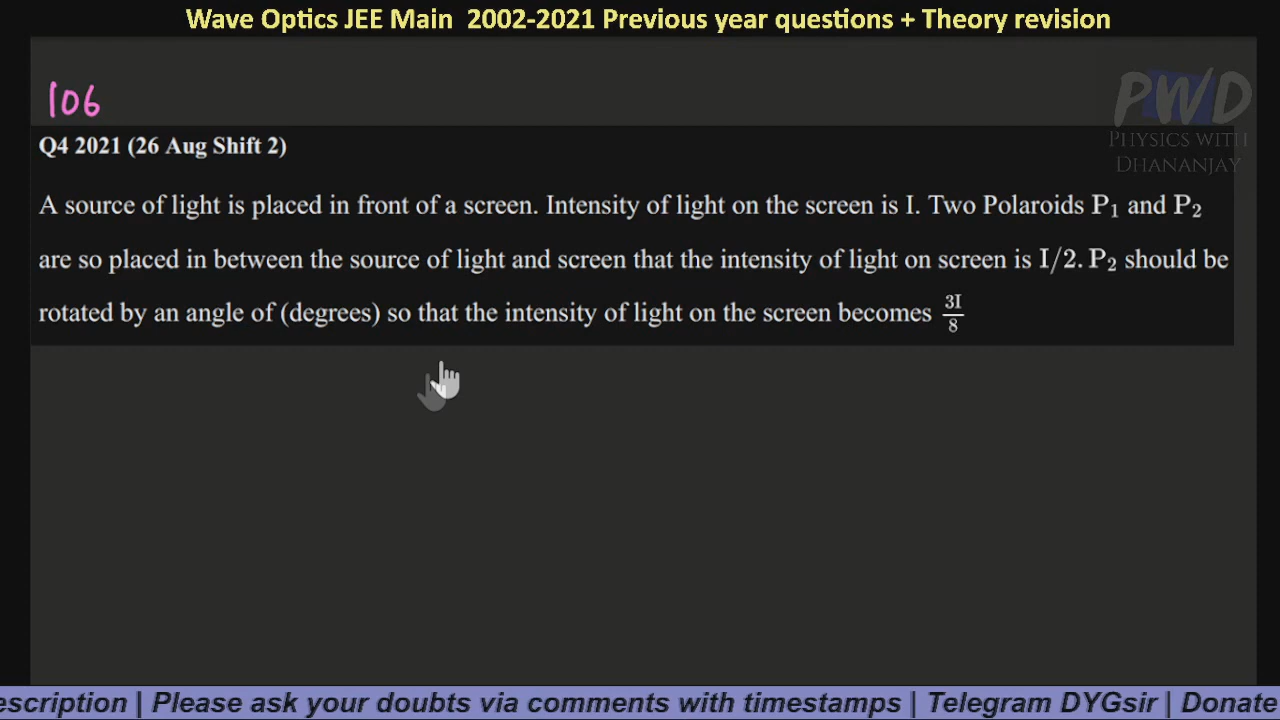 Wave Optics JEE Main 2002-2021 Previous year questions + Theory revision
106
PWD
PHYSICS WITH
DHANANJAY
Q4 2021 (26 Aug Shift 2)
A source of light is placed in front of a screen. Intensity of light on the screen is I. Two Polaroids P₁ and P₂
are so placed in between the source of light and screen that the intensity of light on screen is I/2. P₂ should be
rotated by an angle of (degrees) so that the intensity of light on the screen becomes 3I/8
escription | Please ask your doubts via comments with timestamps | Telegram DYGsir | Donate